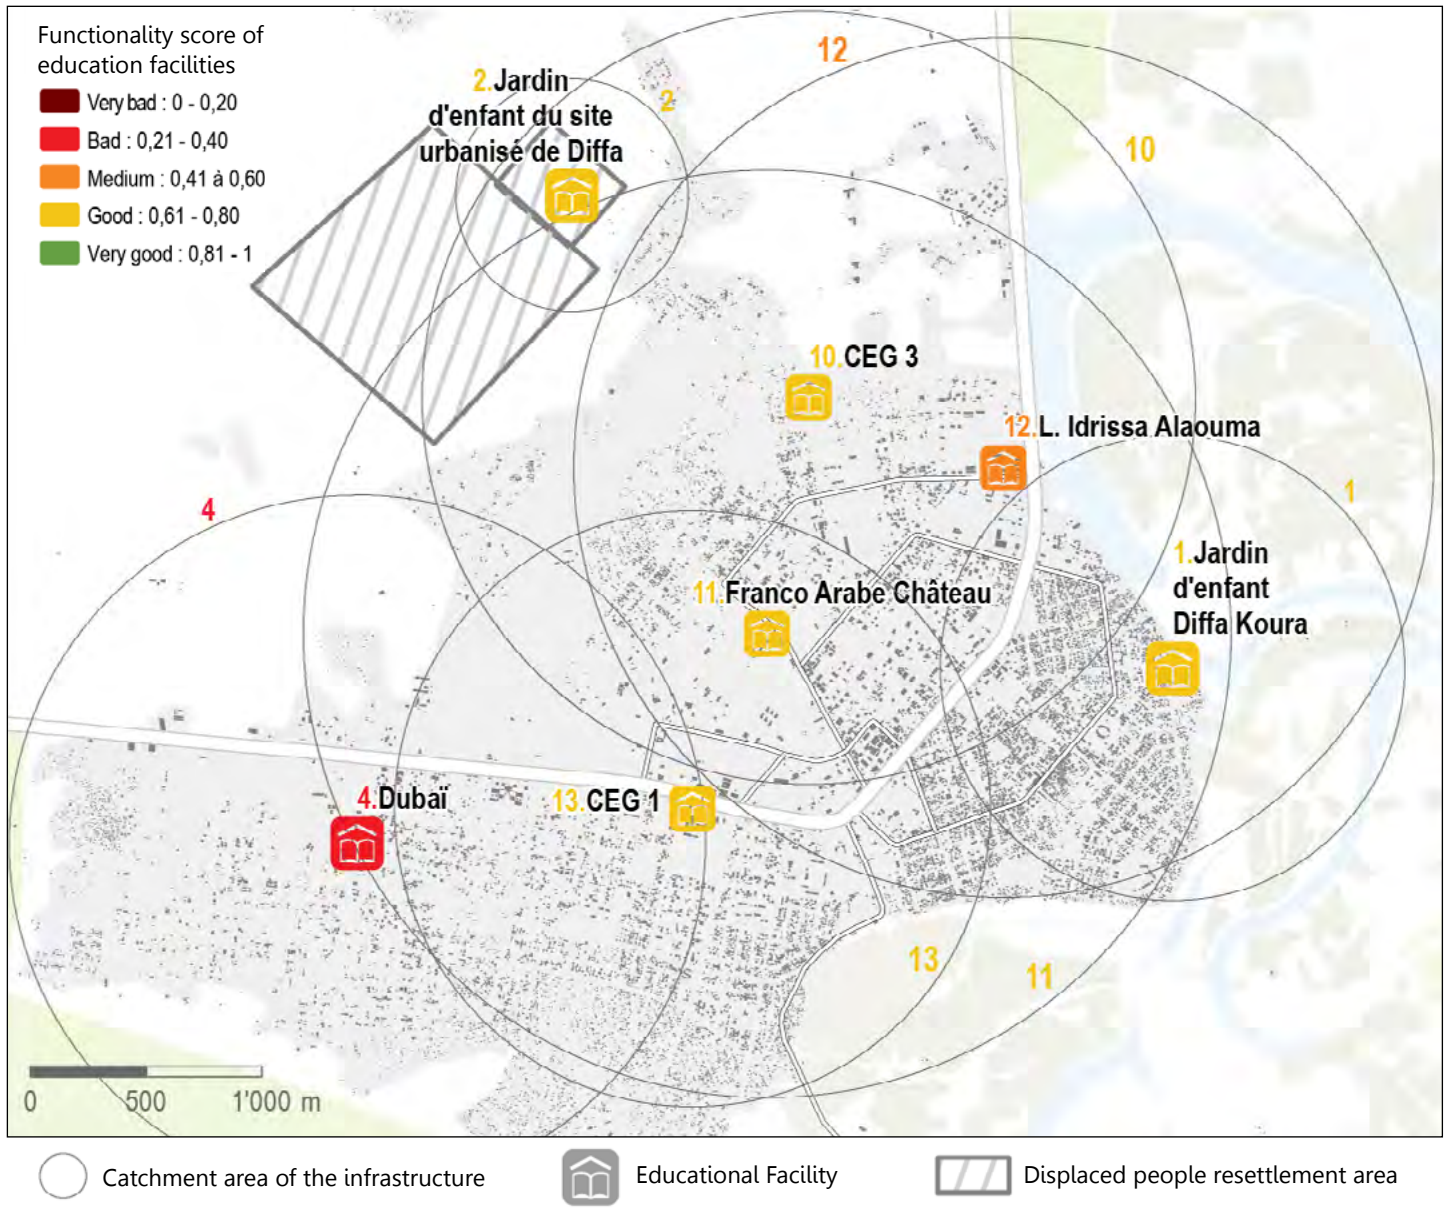 Functionality score of
education facilities
Very bad : 0 - 0,20
Bad : 0,21 - 0,40
Medium : 0,41 à 0,60
Good : 0,61 - 0,80
Very good : 0,81 - 1
12
2.Jardin
d'enfant du site
urbanisé de Diffa
2
10
10.CEG 3
12.L. Idrissa Alaouma
1
4
1.Jardin
d'enfant
Diffa Koura
11.Franco Arabe Château
4.Dubaï
13.CEG 1
13
11
0 500 1'000 m
Catchment area of the infrastructure
Educational Facility
Displaced people resettlement area